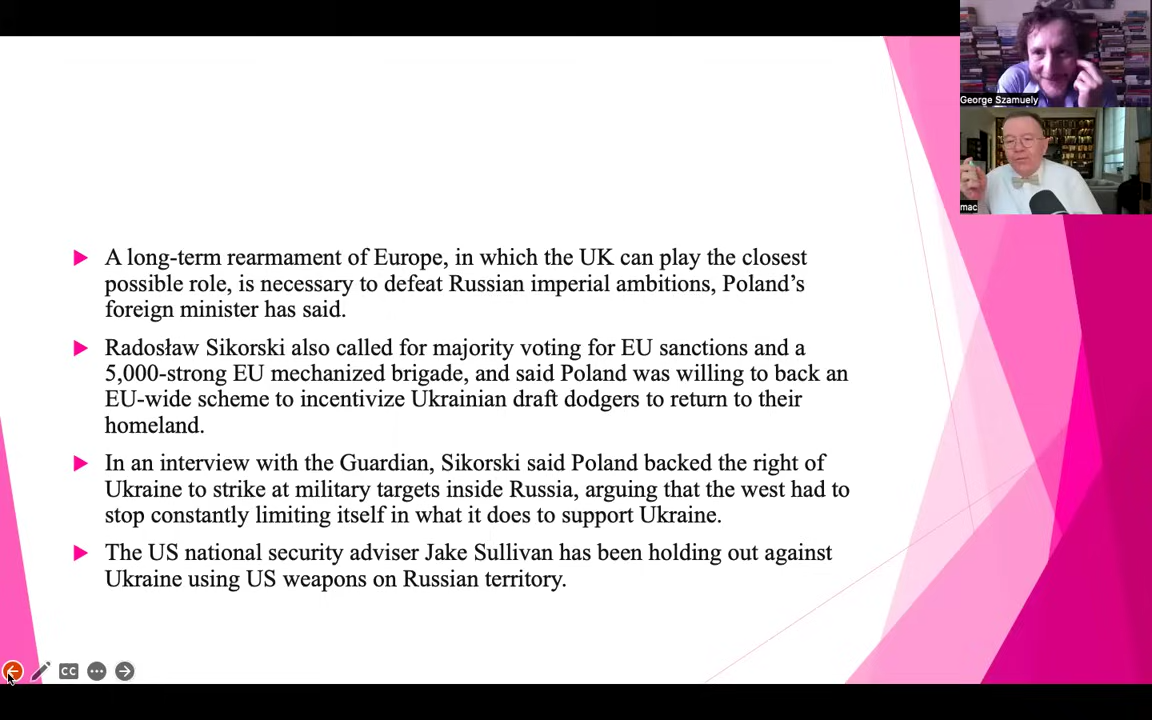 George Szamuely
mac
A long-term rearmament of Europe, in which the UK can play the closest
possible role, is necessary to defeat Russian imperial ambitions, Poland’s
foreign minister has said.
Radosław Sikorski also called for majority voting for EU sanctions and a
5,000-strong EU mechanized brigade, and said Poland was willing to back an
EU-wide scheme to incentivize Ukrainian draft dodgers to return to their
homeland.
In an interview with the Guardian, Sikorski said Poland backed the right of
Ukraine to strike at military targets inside Russia, arguing that the west had to
stop constantly limiting itself in what it does to support Ukraine.
The US national security adviser Jake Sullivan has been holding out against
Ukraine using US weapons on Russian territory.
CC